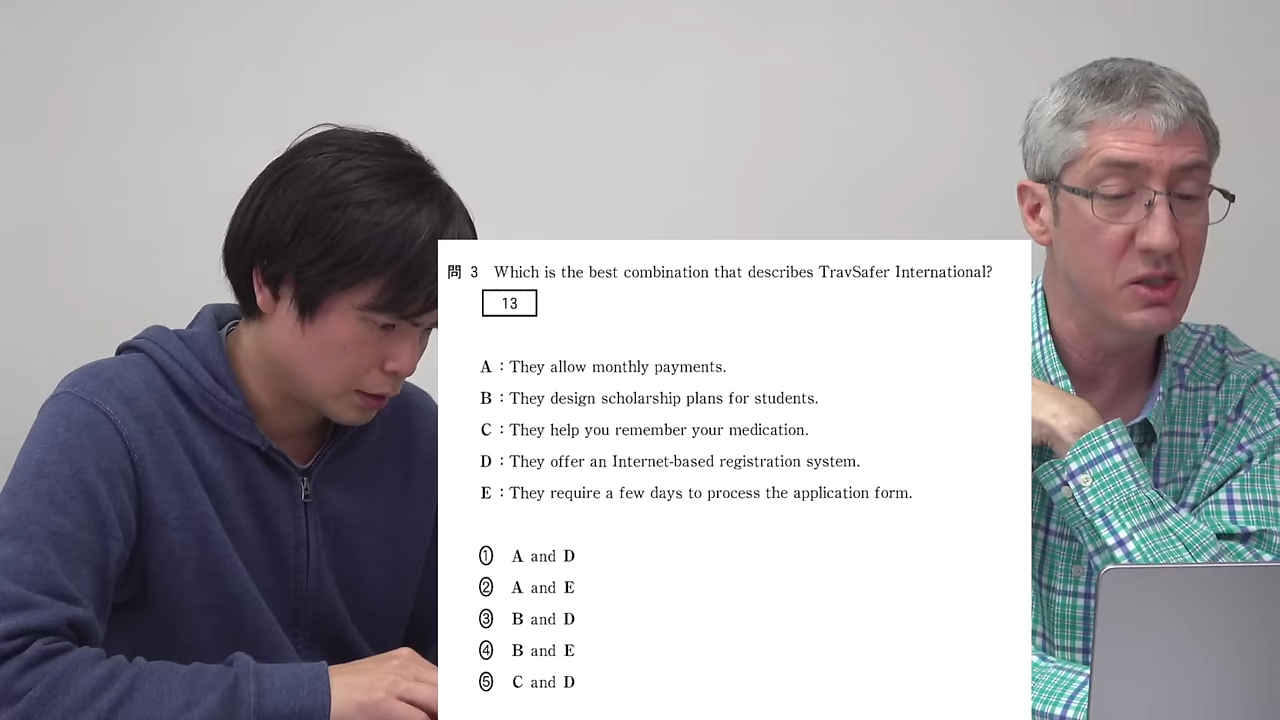 問 3 Which is the best combination that describes TravSafer International?
13
A：They allow monthly payments.
B：They design scholarship plans for students.
C：They help you remember your medication.
D：They offer an Internet-based registration system.
E：They require a few days to process the application form.
① A and D
② A and E
③ B and D
④ B and E
⑤ C and D